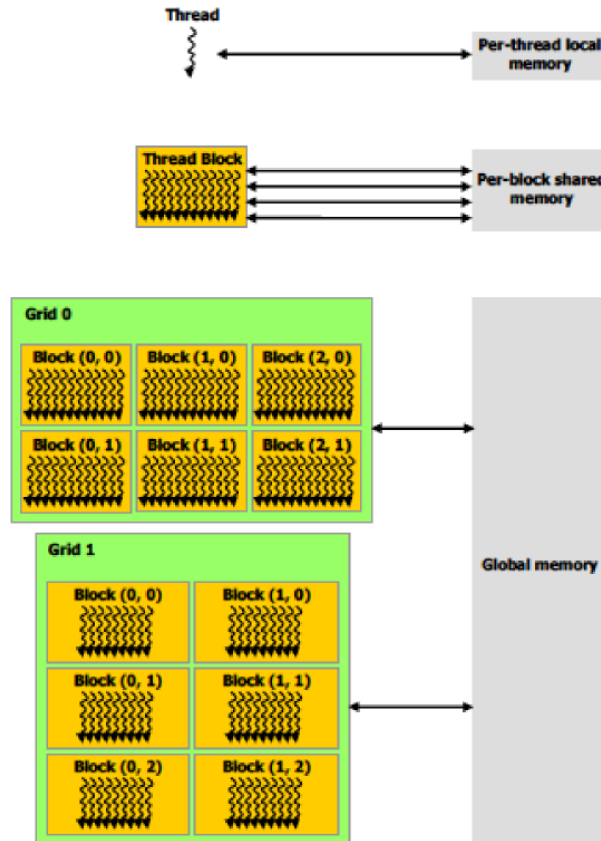 Thread
Per-thread local
memory
Thread Block
Per-block shared
memory
Grid 0
Block (0, 0) Block (1, 0) Block (2, 0)
Block (0, 1) Block (1, 1) Block (2, 1)
Grid 1
Block (0, 0) Block (1, 0)
Global memory
Block (0, 1) Block (1, 1)
Block (0, 2) Block (1, 2)